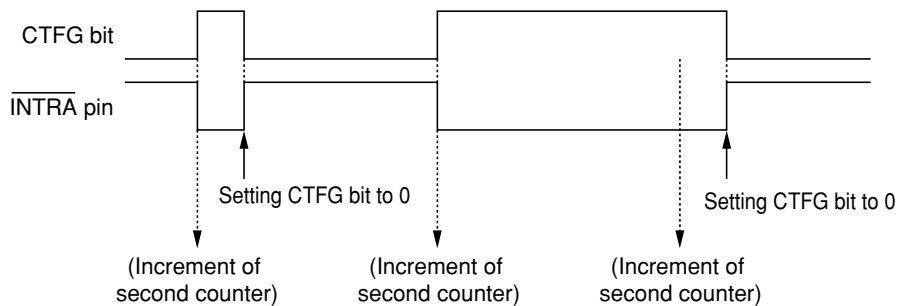 CTFG bit
INTRA pin
Setting CTFG bit to 0
Setting CTFG bit to 0
(Increment of
second counter)
(Increment of
second counter)
(Increment of
second counter)